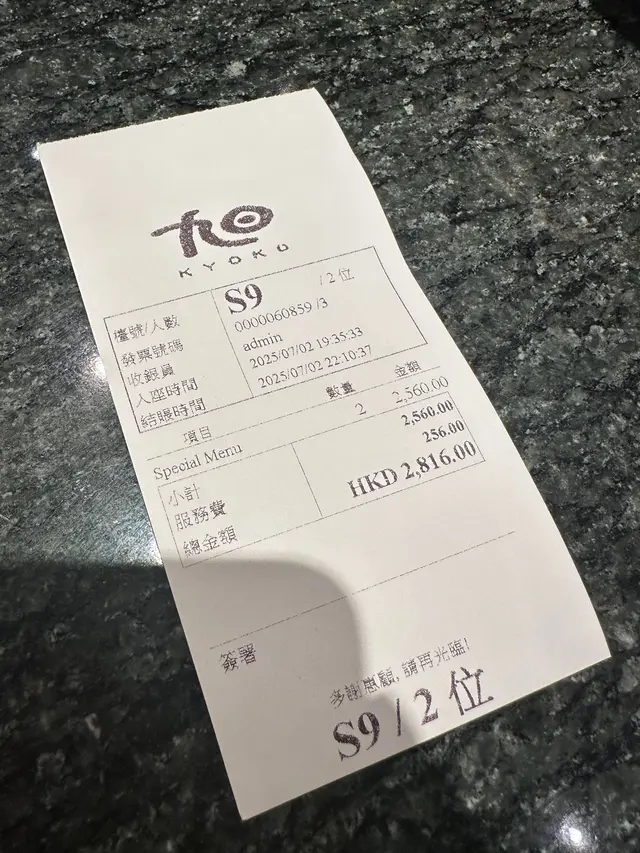 KYOKU
檯號/人數 S9 / 2 位
發票號碼 0000060859 /3
收銀員 admin
入座時間 2025/07/02 19:35:33
結賬時間 2025/07/02 22:10:37
項目 數量 金額
Special Menu 2 2,560.00
小計 2,560.00
服務費 256.00
總金額 HKD 2,816.00
簽署
多謝惠顧, 請再光臨!
S9 / 2 位